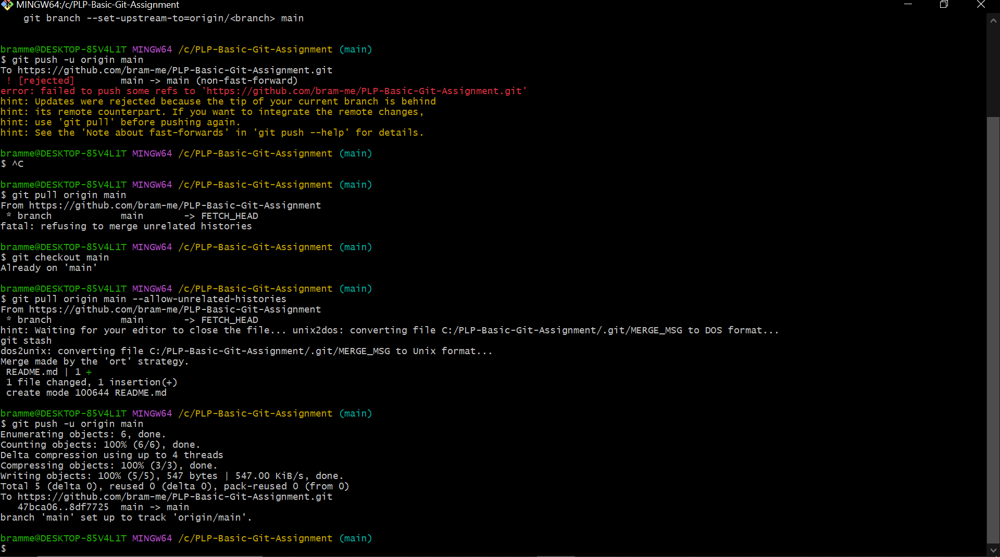 MINGW64:/c/PLP-Basic-Git-Assignment
    git branch --set-upstream-to=origin/<branch> main
bramme@DESKTOP-85V4L1T MINGW64 /c/PLP-Basic-Git-Assignment (main)
$ git push -u origin main
To https://github.com/bram-me/PLP-Basic-Git-Assignment.git
 ! [rejected]        main -> main (non-fast-forward)
error: failed to push some refs to 'https://github.com/bram-me/PLP-Basic-Git-Assignment.git'
hint: Updates were rejected because the tip of your current branch is behind
hint: its remote counterpart. If you want to integrate the remote changes,
hint: use 'git pull' before pushing again.
hint: See the 'Note about fast-forwards' in 'git push --help' for details.
bramme@DESKTOP-85V4L1T MINGW64 /c/PLP-Basic-Git-Assignment (main)
$ ^C
bramme@DESKTOP-85V4L1T MINGW64 /c/PLP-Basic-Git-Assignment (main)
$ git pull origin main
From https://github.com/bram-me/PLP-Basic-Git-Assignment
 * branch            main       -> FETCH_HEAD
fatal: refusing to merge unrelated histories
bramme@DESKTOP-85V4L1T MINGW64 /c/PLP-Basic-Git-Assignment (main)
$ git checkout main
Already on 'main'
bramme@DESKTOP-85V4L1T MINGW64 /c/PLP-Basic-Git-Assignment (main)
$ git pull origin main --allow-unrelated-histories
From https://github.com/bram-me/PLP-Basic-Git-Assignment
 * branch            main       -> FETCH_HEAD
hint: Waiting for your editor to close the file... unix2dos: converting file C:/PLP-Basic-Git-Assignment/.git/MERGE_MSG to DOS format...
git stash
dos2unix: converting file C:/PLP-Basic-Git-Assignment/.git/MERGE_MSG to Unix format...
Merge made by the 'ort' strategy.
 README.md | 1 +
 1 file changed, 1 insertion(+)
 create mode 100644 README.md
bramme@DESKTOP-85V4L1T MINGW64 /c/PLP-Basic-Git-Assignment (main)
$ git push -u origin main
Enumerating objects: 6, done.
Counting objects: 100% (6/6), done.
Delta compression using up to 4 threads
Compressing objects: 100% (3/3), done.
Writing objects: 100% (5/5), 547 bytes | 547.00 KiB/s, done.
Total 5 (delta 0), reused 0 (delta 0), pack-reused 0 (from 0)
To https://github.com/bram-me/PLP-Basic-Git-Assignment.git
   47bca06..8df7725  main -> main
branch 'main' set up to track 'origin/main'.
bramme@DESKTOP-85V4L1T MINGW64 /c/PLP-Basic-Git-Assignment (main)
$